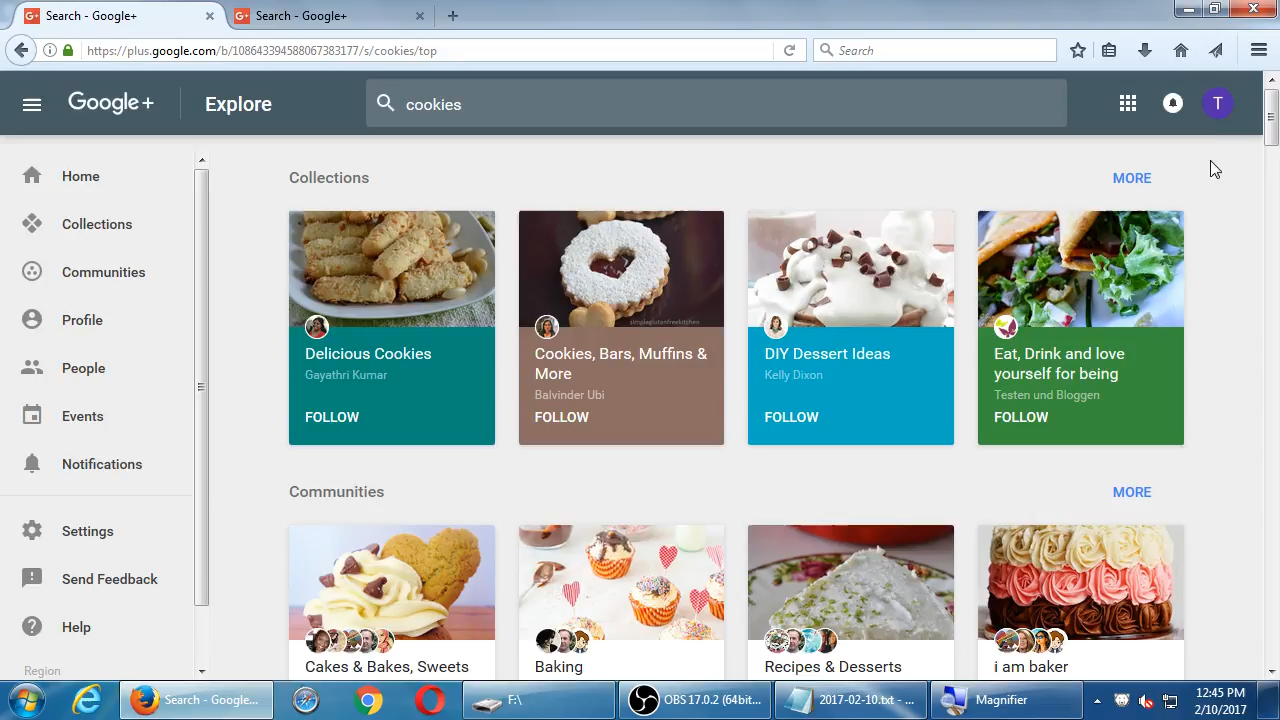 Search - Google+
Search - Google+
https://plus.google.com/b/108643394588067383177/s/cookies/top
Search
Google+
Explore
cookies
T
Home
Collections
Communities
Profile
People
Events
Notifications
Settings
Send Feedback
Help
Region
Collections
MORE
simplaglutanfreekitchen
Delicious Cookies
Gayathri Kumar
FOLLOW
Cookies, Bars, Muffins &
More
Balvinder Ubi
FOLLOW
DIY Dessert Ideas
Kelly Dixon
FOLLOW
Eat, Drink and love
yourself for being
Testen und Bloggen
FOLLOW
Communities
MORE
Cakes & Bakes, Sweets
Baking
Recipes & Desserts
i am baker
Search - Google...
F:\
OBS 17.0.2 (64bit...
2017-02-10.txt - ...
Magnifier
12:45 PM
2/10/2017